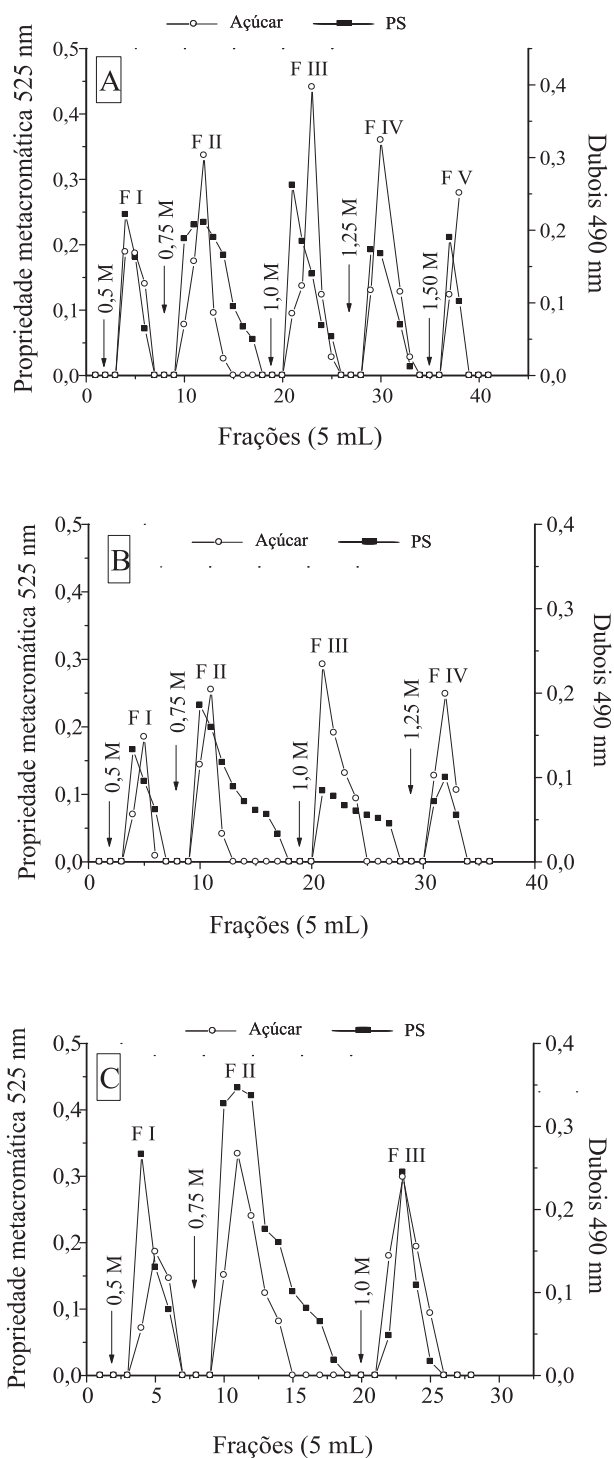 Açúcar PS
A
F I
F II
F III
F IV
F V
0,5 M
0,75 M
1,0 M
1,25 M
1,50 M
Propriedade metacromática 525 nm
0,5
0,4
0,3
0,2
0,1
0,0
Dubois 490 nm
0,4
0,3
0,2
0,1
0,0
0 10 20 30 40
Frações (5 mL)
Açúcar PS
B
F I
F II
F III
F IV
0,5 M
0,75 M
1,0 M
1,25 M
Propriedade metacromática 525 nm
0,5
0,4
0,3
0,2
0,1
0,0
Dubois 490 nm
0,4
0,3
0,2
0,1
0,0
0 10 20 30 40
Frações (5 mL)
Açúcar PS
C
F I
F II
F III
0,5 M
0,75 M
1,0 M
Propriedade metacromática 525 nm
0,5
0,4
0,3
0,2
0,1
0,0
Dubois 490 nm
0,4
0,3
0,2
0,1
0,0
5 10 15 20 25 30
Frações (5 mL)